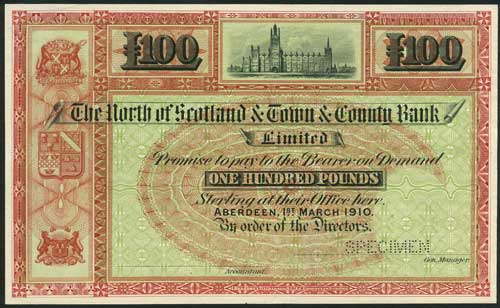 £100 £100
The North of Scotland & Town & County Bank
Limited
Promise to pay to the Bearer on Demand
ONE HUNDRED POUNDS
Sterling at their Office here.
ABERDEEN, 1ST MARCH 1910.
By order of the Directors.
SPECIMEN
Accountant. Gen. Manager